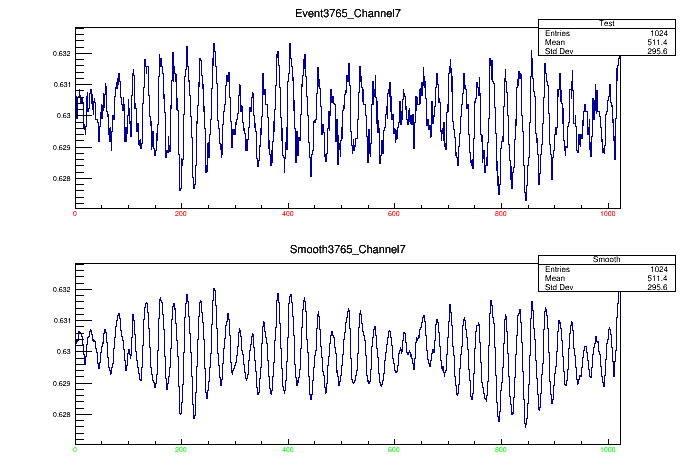 Event3765_Channel7
Test
Entries 1024
Mean 511.4
Std Dev 295.6
0.632
0.631
0.63
0.629
0.628
0 200 400 600 800 1000
Smooth3765_Channel7
Smooth
Entries 1024
Mean 511.4
Std Dev 295.6
0.632
0.631
0.63
0.629
0.628
0 200 400 600 800 1000